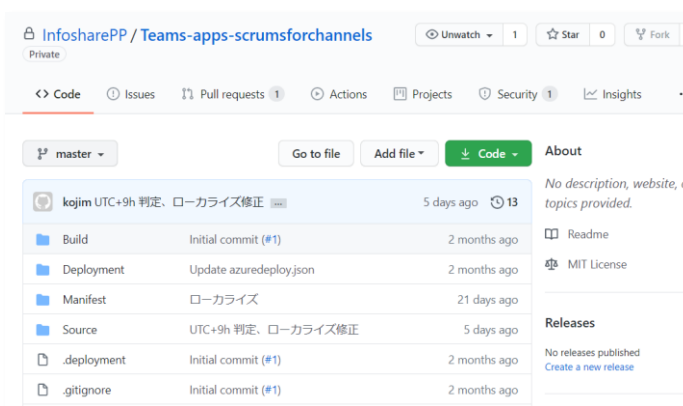 InfosharePP / Teams-apps-scrumsforchannels
Unwatch 1 Star 0 Fork
Private
<> Code Issues Pull requests 1 Actions Projects Security 1 Insights
master Go to file Add file Code About
No description, website,
topics provided.
kojim UTC+9h 判定、ローカライズ修正 ... 5 days ago 13
Build Initial commit (#1) 2 months ago
Readme
Deployment Update azuredeploy.json 2 months ago
MIT License
Manifest ローカライズ 21 days ago
Source UTC+9h 判定、ローカライズ修正 5 days ago
Releases
No releases published
Create a new release
.deployment Initial commit (#1) 2 months ago
.gitignore Initial commit (#1) 2 months ago